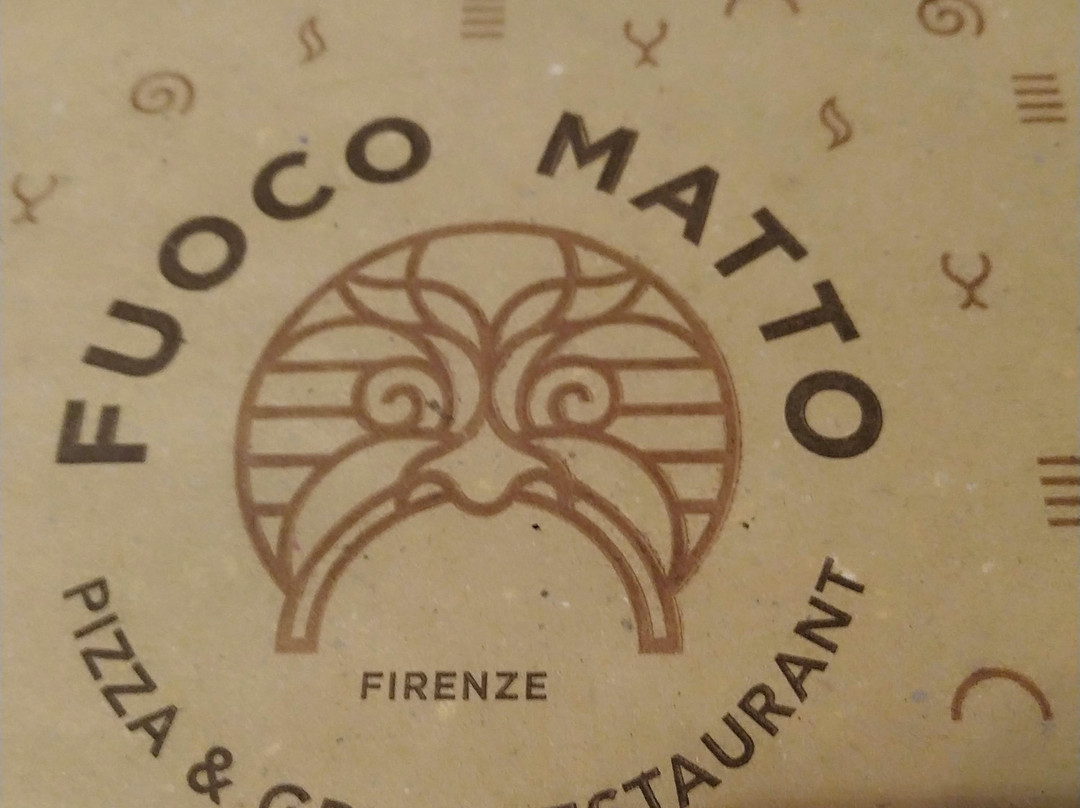 FUOCO MATTO
FIRENZE
PIZZA &